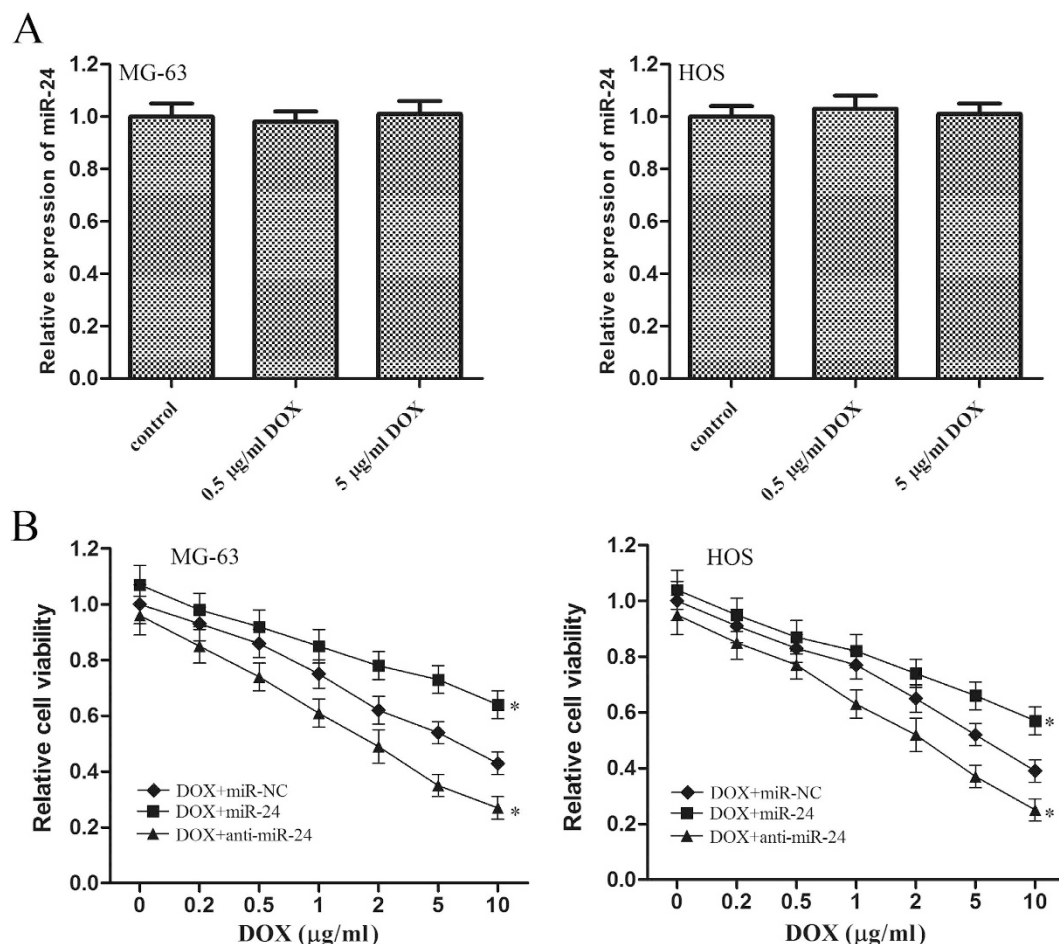 A
MG-63
Relative expression of miR-24
1.2
1.0
0.8
0.6
0.4
0.2
0.0
control
0.5 μg/ml DOX
5 μg/ml DOX
HOS
Relative expression of miR-24
1.2
1.0
0.8
0.6
0.4
0.2
0.0
control
0.5 μg/ml DOX
5 μg/ml DOX
B
MG-63
Relative cell viability
1.2
1.0
0.8
0.6
0.4
0.2
0.0
*
*
DOX+miR-NC
DOX+miR-24
DOX+anti-miR-24
0 0.2 0.5 1 2 5 10
DOX (μg/ml)
HOS
Relative cell viability
1.2
1.0
0.8
0.6
0.4
0.2
0.0
*
*
DOX+miR-NC
DOX+miR-24
DOX+anti-miR-24
0 0.2 0.5 1 2 5 10
DOX (μg/ml)